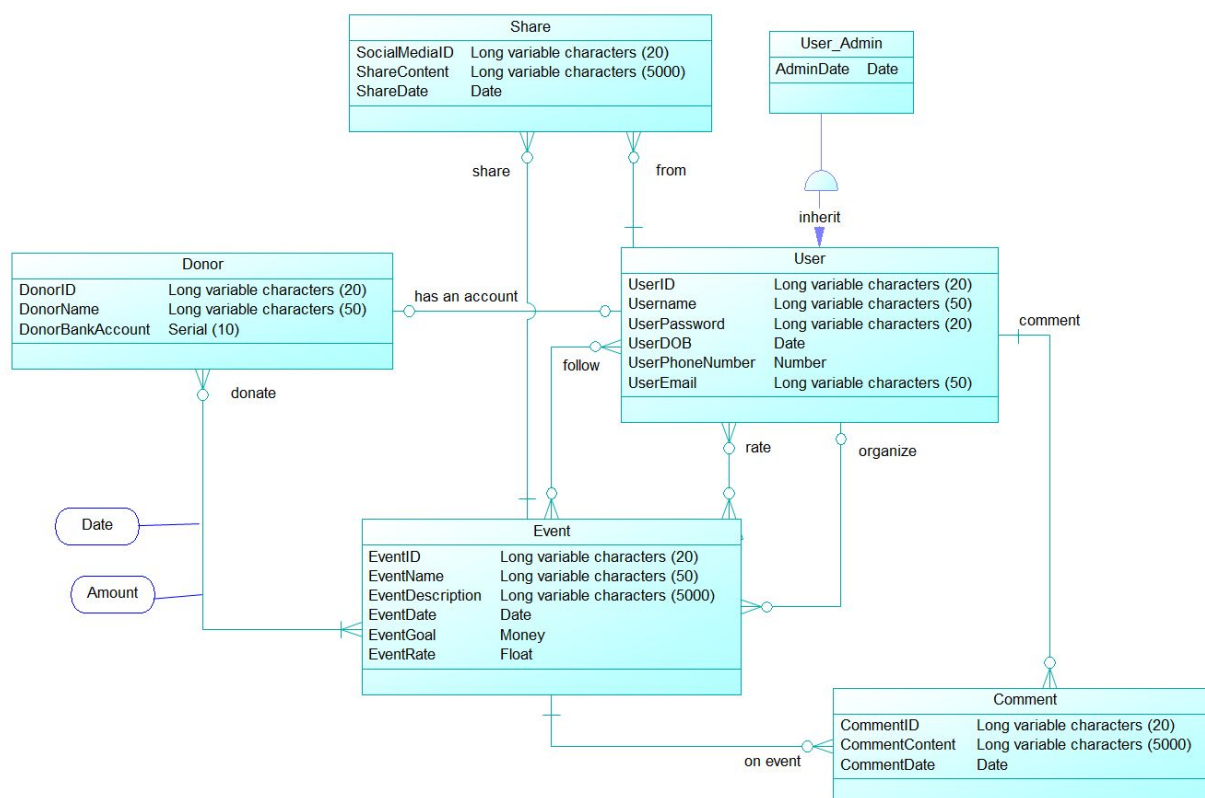 Share
SocialMediaID Long variable characters (20)
ShareContent Long variable characters (5000)
ShareDate Date
User_Admin
AdminDate Date
share
from
inherit
Donor
DonorID Long variable characters (20)
DonorName Long variable characters (50)
DonorBankAccount Serial (10)
has an account
User
UserID Long variable characters (20)
Username Long variable characters (50)
UserPassword Long variable characters (20)
UserDOB Date
UserPhoneNumber Number
UserEmail Long variable characters (50)
comment
follow
donate
rate
organize
Date
Amount
Event
EventID Long variable characters (20)
EventName Long variable characters (50)
EventDescription Long variable characters (5000)
EventDate Date
EventGoal Money
EventRate Float
on event
Comment
CommentID Long variable characters (20)
CommentContent Long variable characters (5000)
CommentDate Date